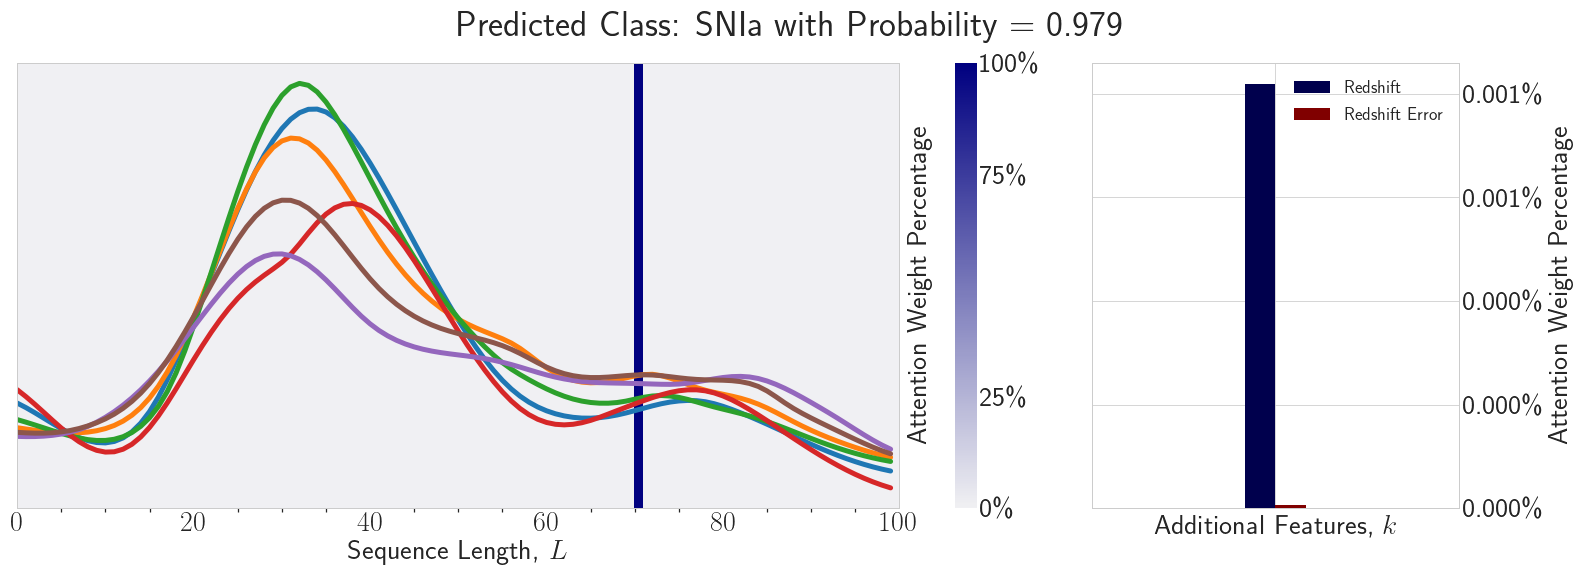 Predicted Class: SNIa with Probability = 0.979
0 20 40 60 80 100
Sequence Length, L
100%
75%
25%
0%
Attention Weight Percentage
Redshift
Redshift Error
0.001%
0.001%
0.000%
0.000%
0.000%
Attention Weight Percentage
Additional Features, k